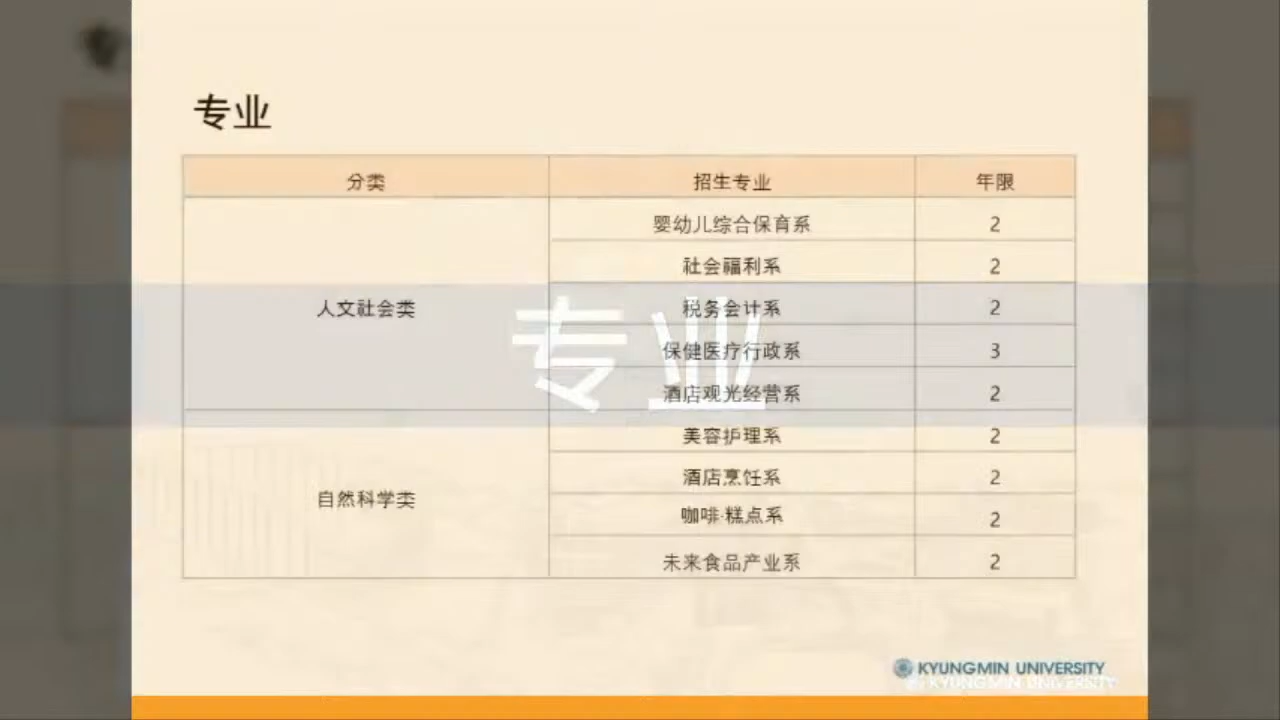 专业
分类 招生专业 年限
婴幼儿综合保育系 2
社会福利系 2
人文社会类 税务会计系 2
专业
保健医疗行政系 3
酒店观光经营系 2
美容护理系 2
酒店烹饪系 2
自然科学类
咖啡·糕点系 2
未来食品产业系 2
KYUNGMIN UNIVERSITY
KYUNGMIN UNIVERSITY